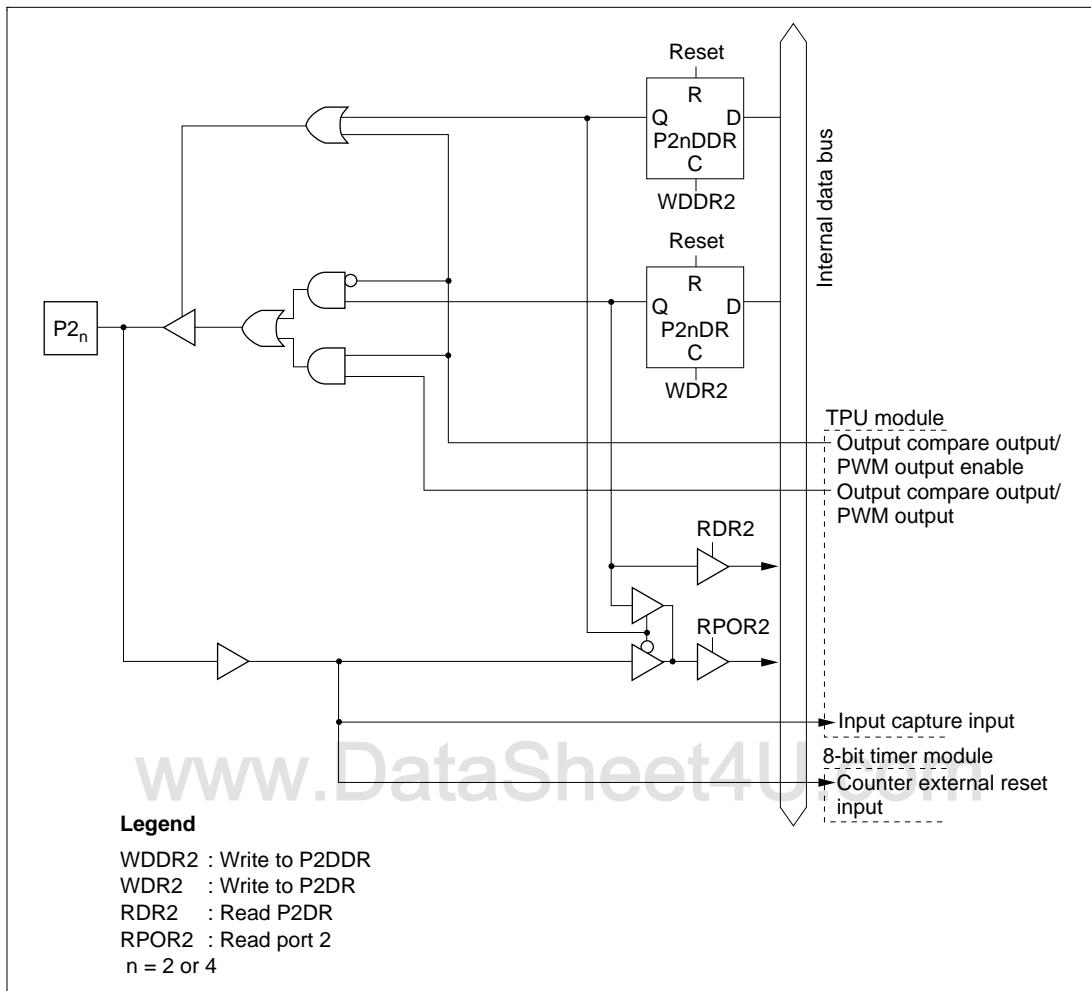 Reset
R
Q D
P2nDDR
C
WDDR2
Internal data bus
Reset
R
Q D
P2nDR
C
WDR2
P2n
TPU module
Output compare output/
PWM output enable
Output compare output/
PWM output
RDR2
RPOR2
Input capture input
8-bit timer module
Counter external reset
input
www.DataSheet4U.com
Legend
WDDR2 : Write to P2DDR
WDR2 : Write to P2DR
RDR2 : Read P2DR
RPOR2 : Read port 2
n = 2 or 4